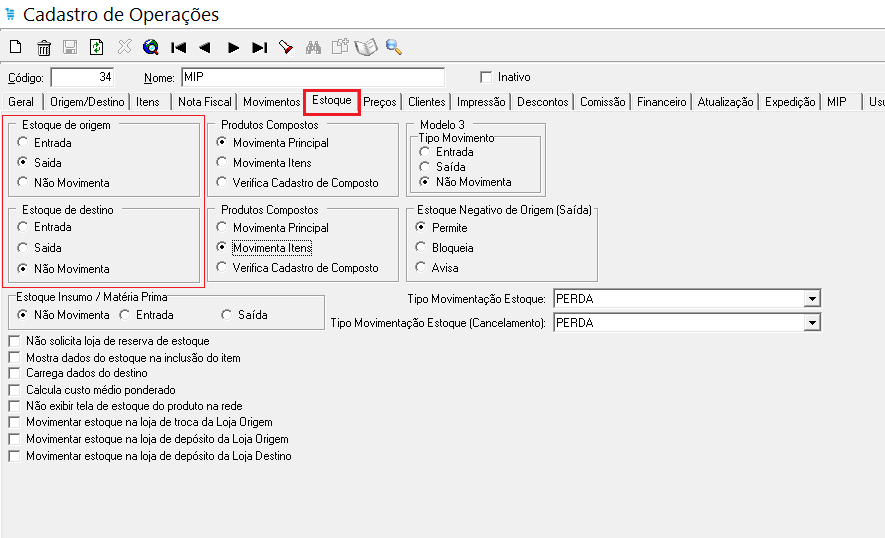 Cadastro de Operações
Código: 34 Nome: MIP Inativo
Geral Origem/Destino Itens Nota Fiscal Movimentos Estoque Preços Clientes Impressão Descontos Comissão Financeiro Atualização Expedição MIP Usu
Estoque de origem
Entrada
Saida
Não Movimenta
Produtos Compostos
Movimenta Principal
Movimenta Itens
Verifica Cadastro de Composto
Modelo 3
Tipo Movimento
Entrada
Saída
Não Movimenta
Estoque de destino
Entrada
Saida
Não Movimenta
Produtos Compostos
Movimenta Principal
Movimenta Itens
Verifica Cadastro de Composto
Estoque Negativo de Origem (Saída)
Permite
Bloqueia
Avisa
Estoque Insumo / Matéria Prima
Não Movimenta Entrada Saída
Tipo Movimentação Estoque: PERDA
Tipo Movimentação Estoque (Cancelamento): PERDA
Não solicita loja de reserva de estoque
Mostra dados do estoque na inclusão do item
Carrega dados do destino
Calcula custo médio ponderado
Não exibir tela de estoque do produto na rede
Movimentar estoque na loja de troca da Loja Origem
Movimentar estoque na loja de depósito da Loja Origem
Movimentar estoque na loja de depósito da Loja Destino